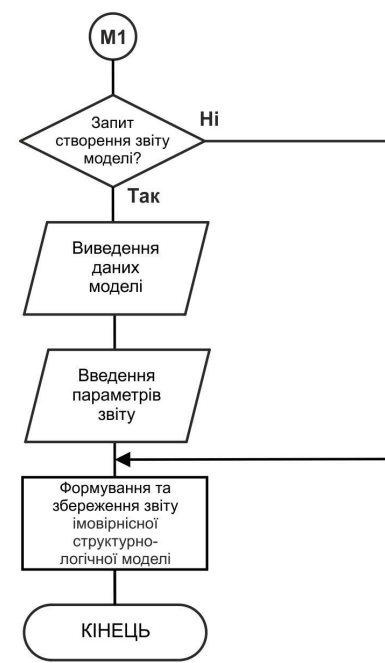 М1
Запит
створення звіту
моделі?
Ні
Так
Виведення
даних
моделі
Введення
параметрів
звіту
Формування та
збереження звіту
імовірнісної
структурно-
логічної моделі
КІНЕЦЬ